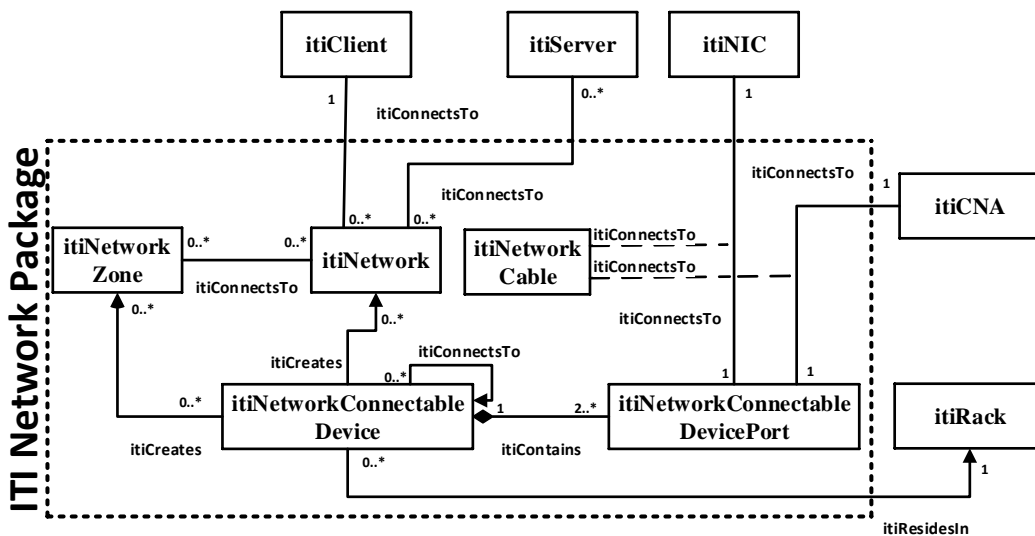 itiClient
itiServer
itiNIC
1
0..*
1
itiConnectsTo
ITI Network Package
itiConnectsTo
itiConnectsTo
1
itiCNA
0..*
0..*
0..*
0..*
itiNetwork
Zone
itiNetwork
itiNetwork
Cable
itiConnectsTo
itiConnectsTo
itiConnectsTo
0..*
0..*
itiConnectsTo
itiCreates
itiConnectsTo
0..*
1
1
0..*
itiNetworkConnectable
Device
1
2..*
itiNetworkConnectable
DevicePort
itiRack
itiCreates
itiContains
0..*
1
itiResidesIn